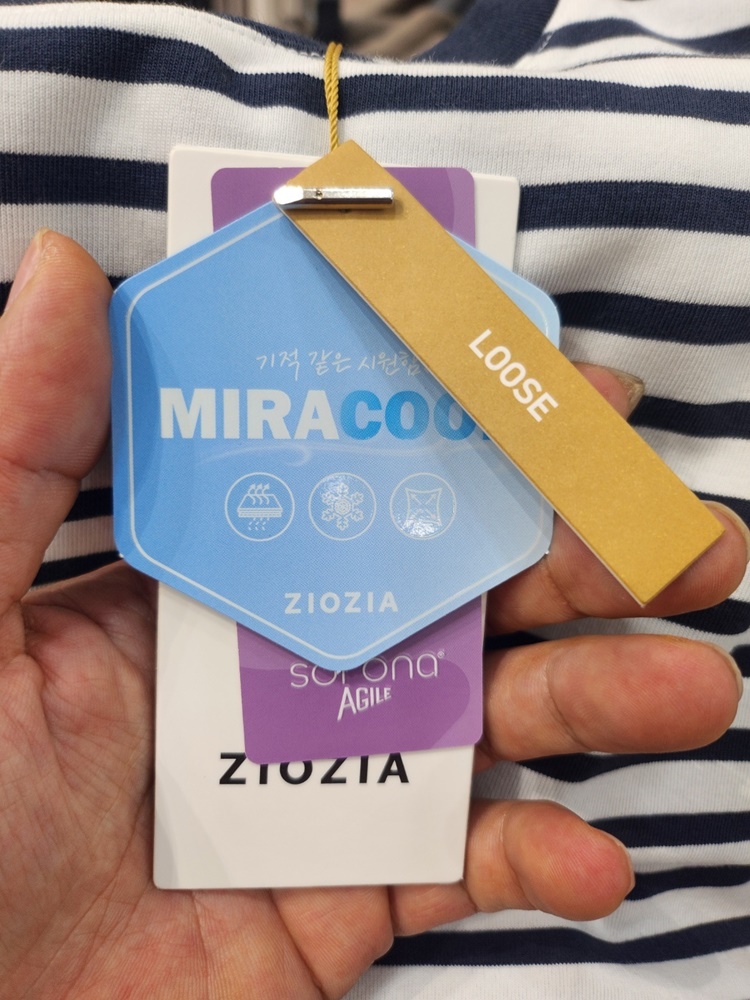 LOOSE
기적 같은 시원함
MIRACOO
ZIOZIA
sorona®
AGILE
ZIOZIA